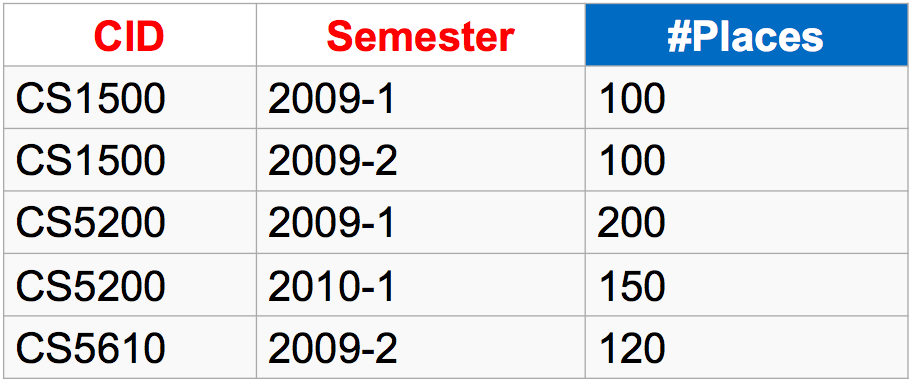 CID Semester #Places
CS1500 2009-1 100
CS1500 2009-2 100
CS5200 2009-1 200
CS5200 2010-1 150
CS5610 2009-2 120